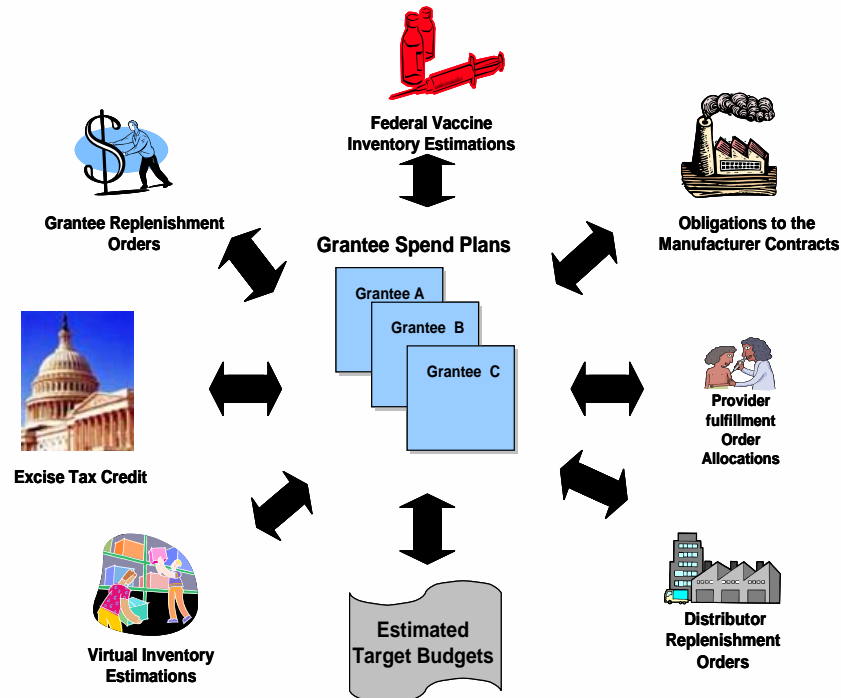 Federal Vaccine
Inventory Estimations
Grantee Replenishment
Orders
Obligations to the
Manufacturer Contracts
Grantee Spend Plans
Grantee A
Grantee B
Grantee C
Provider
fulfillment
Order
Allocations
Excise Tax Credit
Virtual Inventory
Estimations
Estimated
Target Budgets
Distributor
Replenishment
Orders